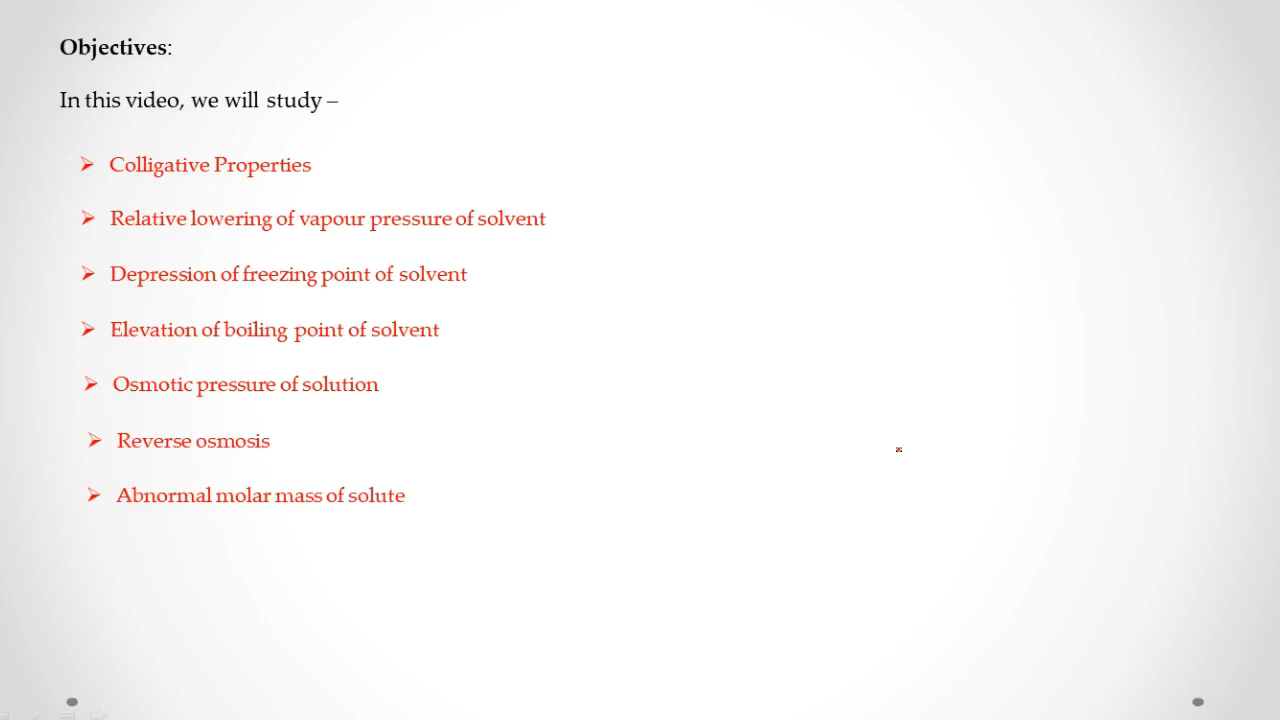 Objectives:
In this video, we will study –
➢ Colligative Properties
➢ Relative lowering of vapour pressure of solvent
➢ Depression of freezing point of solvent
➢ Elevation of boiling point of solvent
➢ Osmotic pressure of solution
➢ Reverse osmosis
➢ Abnormal molar mass of solute